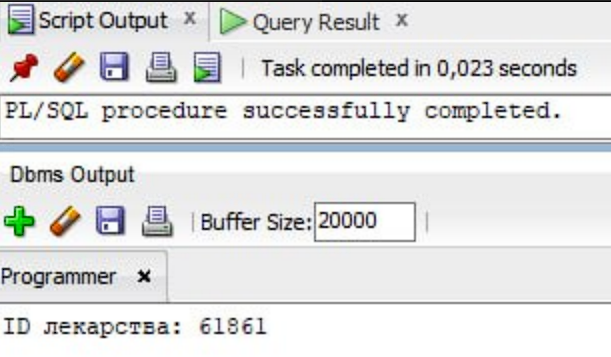 Script Output x Query Result x
Task completed in 0,023 seconds
PL/SQL procedure successfully completed.
Dbms Output
Buffer Size: 20000
Programmer x
ID лекарства: 61861